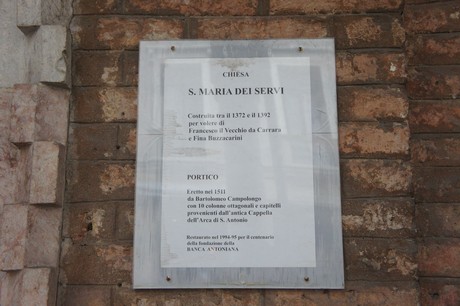 CHIESA
S. MARIA DEI SERVI
Costruita tra il 1372 e il 1392
per volere di
Francesco il Vecchio da Carrara
e Fina Buzzacarini
PORTICO
Eretto nel 1511
da Bartolomeo Campolongo
con 10 colonne ottagonali e capitelli
provenienti dall'antica Cappella
dell'Arca di S. Antonio
Restaurato nel 1994-95 per il centenario
della fondazione della
BANCA ANTONIANA